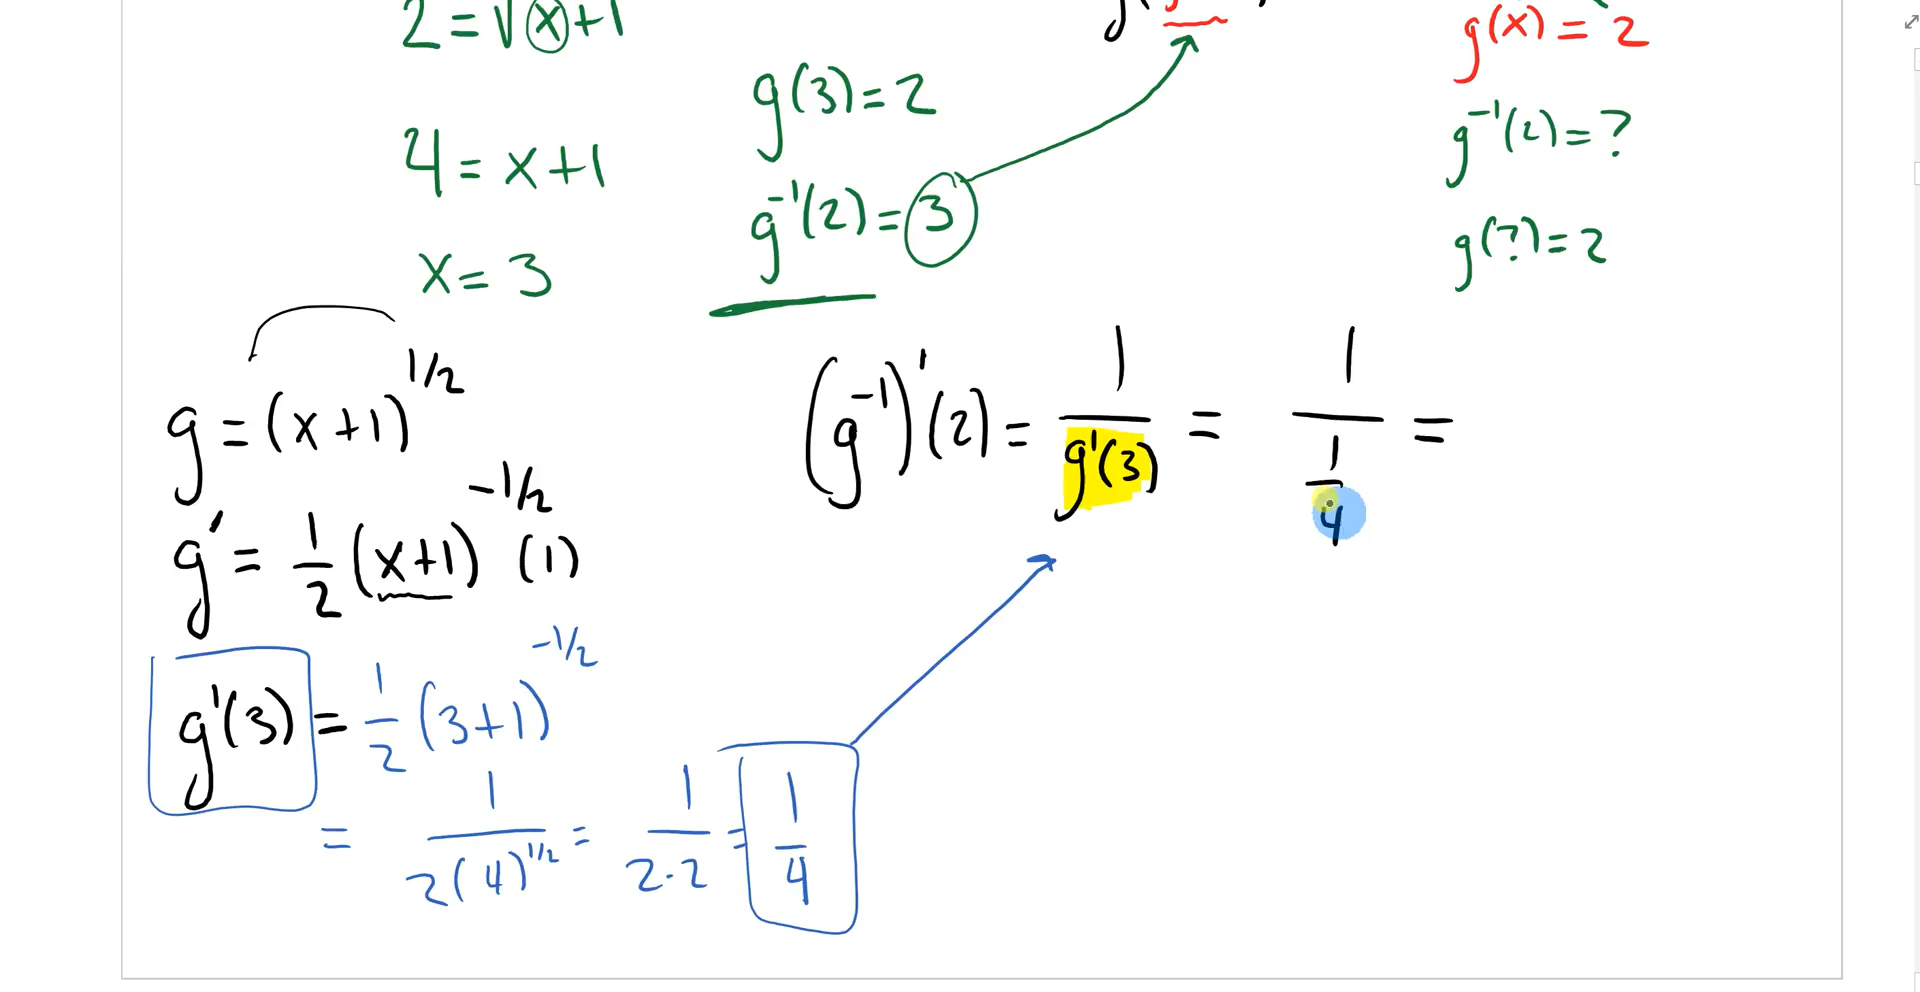 2 = √x+1
4 = x+1
x = 3
g(3) = 2
g⁻¹(2) = 3
g(x) = 2
g⁻¹(2) = ?
g(?) = 2
g = (x+1)^1/2
g' = 1/2 (x+1)^-1/2 (1)
g'(3) = 1/2 (3+1)^-1/2
= 1/2(4)^1/2 = 1/2·2 = 1/4
(g⁻¹)'(2) = 1/g'(3) = 1/(1/4) =